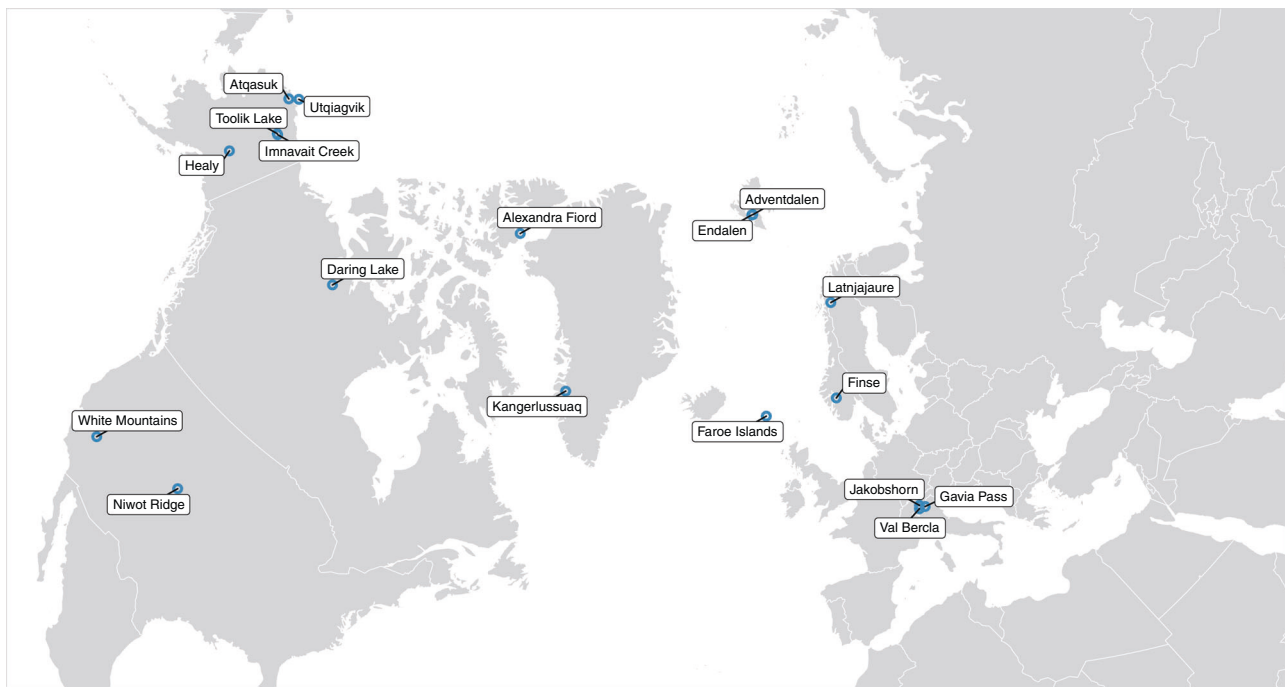 Atqasuk
Utqiagvik
Toolik Lake
Imnavait Creek
Healy
Adventdalen
Alexandra Fiord
Endalen
Daring Lake
Latnjajaure
Finse
Kangerlussuaq
White Mountains
Faroe Islands
Jakobshorn
Gavia Pass
Niwot Ridge
Val Bercla